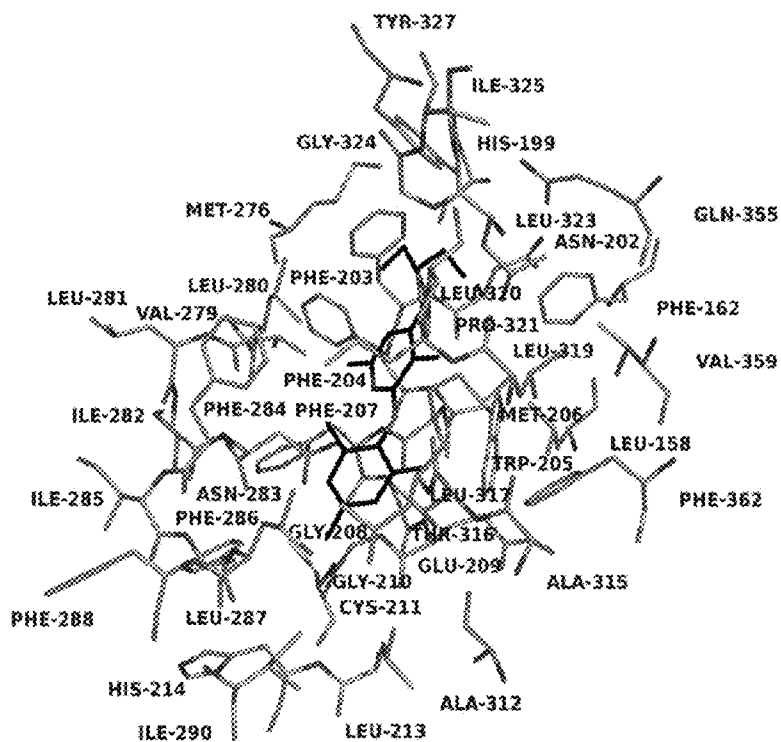 TYR-327
ILE-325
GLY-324
HIS-199
MET-276
LEU-323
GLN-355
ASN-202
LEU-281
LEU-280
PHE-203
LEU-320
VAL-279
PRO-321
PHE-162
LEU-319
VAL-359
PHE-204
ILE-282
PHE-284
PHE-207
MET-206
LEU-158
TRP-205
ILE-285
ASN-283
LEU-317
PHE-362
PHE-286
GLY-208
THR-316
GLU-209
GLY-210
ALA-315
PHE-288
LEU-287
CYS-211
HIS-214
ALA-312
ILE-290
LEU-213